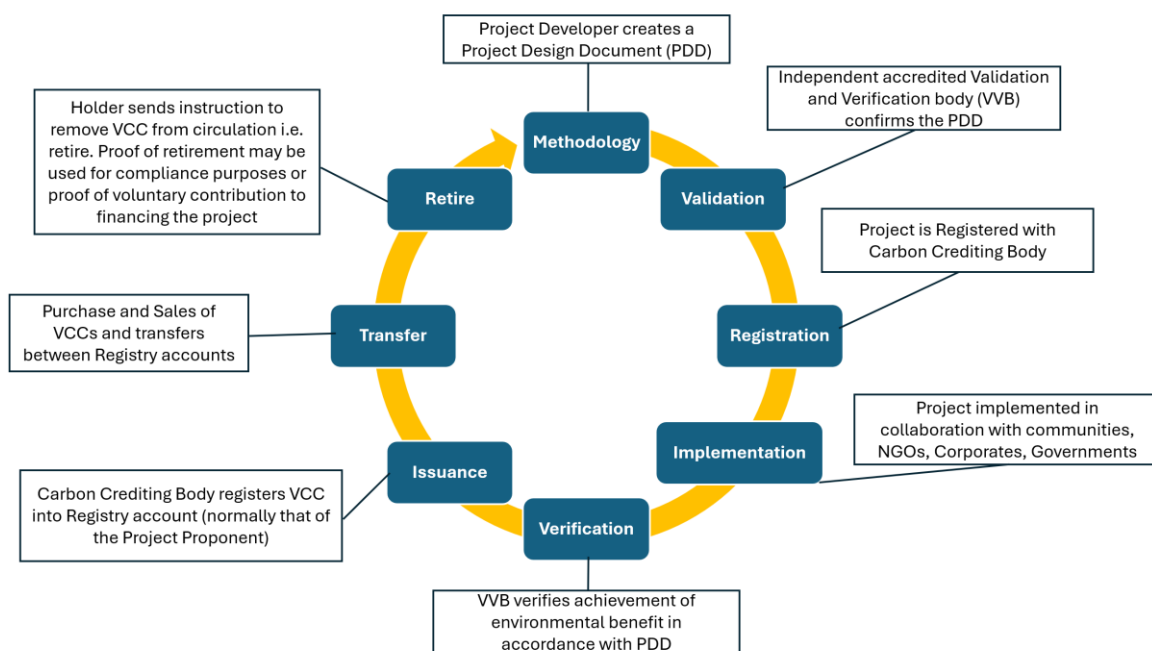 Project Developer creates a
Project Design Document (PDD)
Methodology
Independent accredited Validation
and Verification body (VVB)
confirms the PDD
Validation
Project is Registered with
Carbon Crediting Body
Registration
Project implemented in
collaboration with communities,
NGOs, Corporates, Governments
Implementation
Verification
VVB verifies achievement of
environmental benefit in
accordance with PDD
Issuance
Carbon Crediting Body registers VCC
into Registry account (normally that of
the Project Proponent)
Transfer
Purchase and Sales of
VCCs and transfers
between Registry accounts
Retire
Holder sends instruction to
remove VCC from circulation i.e.
retire. Proof of retirement may be
used for compliance purposes or
proof of voluntary contribution to
financing the project